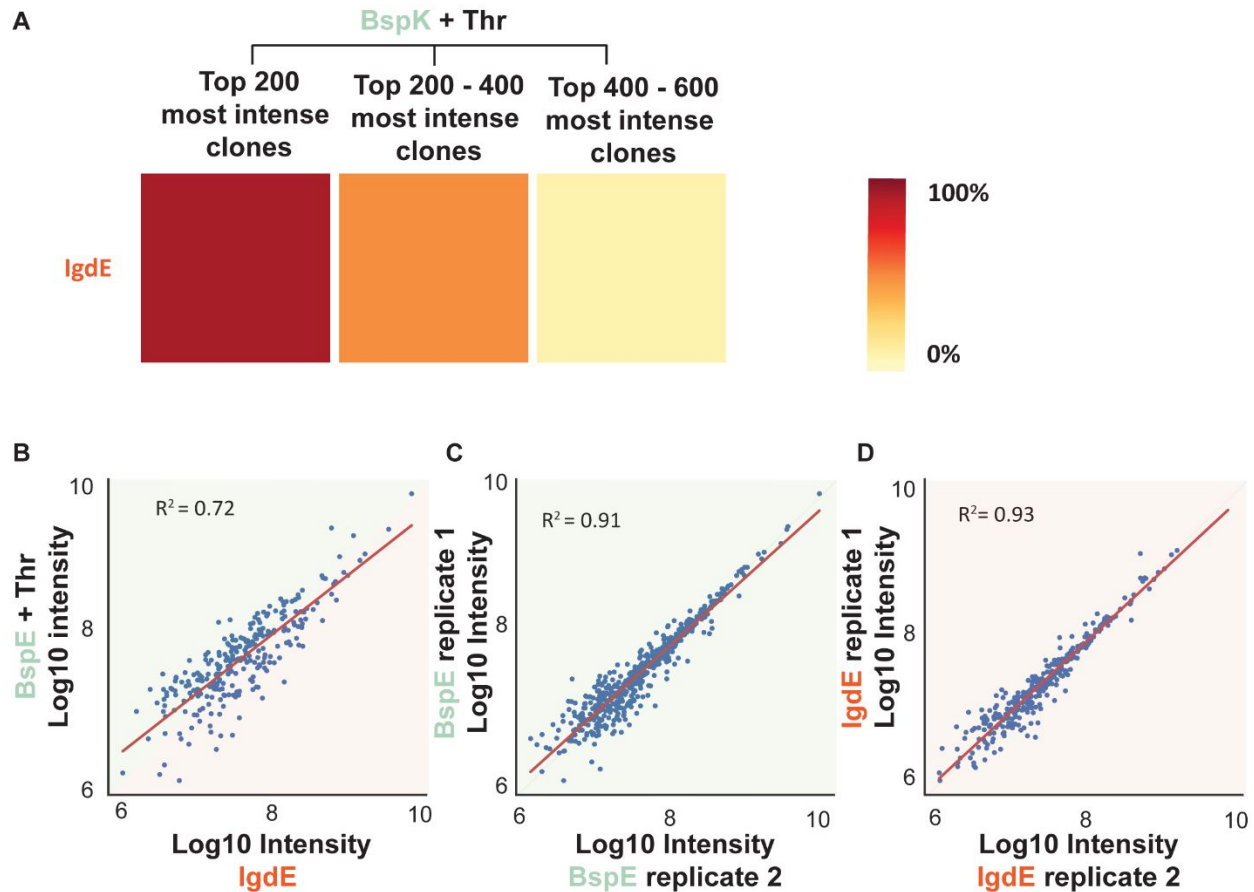 A
BspK + Thr
Top 200
most intense
clones
Top 200 - 400
most intense
clones
Top 400 - 600
most intense
clones
IgdE
100%
0%
B
BspE + Thr
Log10 intensity
10
8
6
R² = 0.72
6
8
10
Log10 Intensity
IgdE
C
BspE replicate 1
Log10 Intensity
10
8
6
R² = 0.91
6
8
10
Log10 Intensity
BspE replicate 2
D
IgdE replicate 1
Log10 Intensity
10
8
6
R²= 0.93
6
8
10
Log10 Intensity
IgdE replicate 2